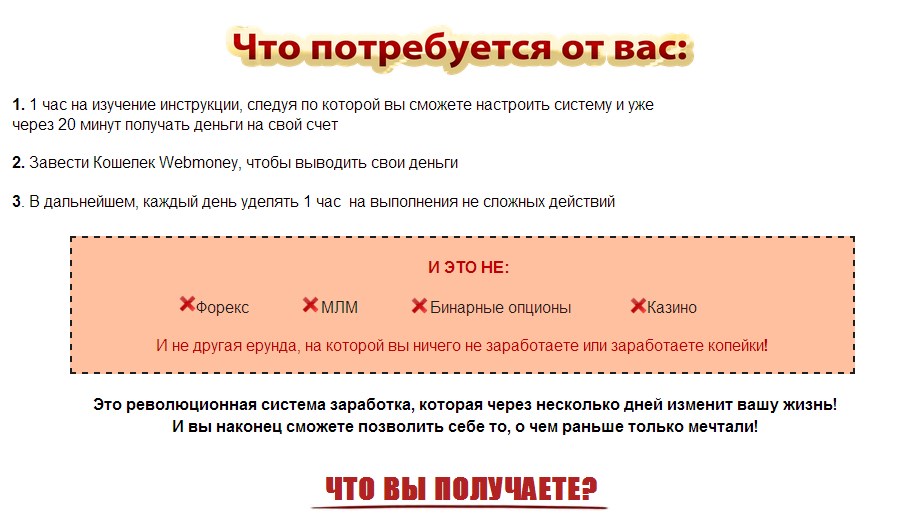 Что потребуется от вас:
1. 1 час на изучение инструкции, следуя по которой вы сможете настроить систему и уже
через 20 минут получать деньги на свой счет
2. Завести Кошелек Webmoney, чтобы выводить свои деньги
3. В дальнейшем, каждый день уделять 1 час на выполнения не сложных действий
И ЭТО НЕ:
Форекс МЛМ Бинарные опционы Казино
И не другая ерунда, на которой вы ничего не заработаете или заработаете копейки!
Это революционная система заработка, которая через несколько дней изменит вашу жизнь!
И вы наконец сможете позволить себе то, о чем раньше только мечтали!
ЧТО ВЫ ПОЛУЧАЕТЕ?